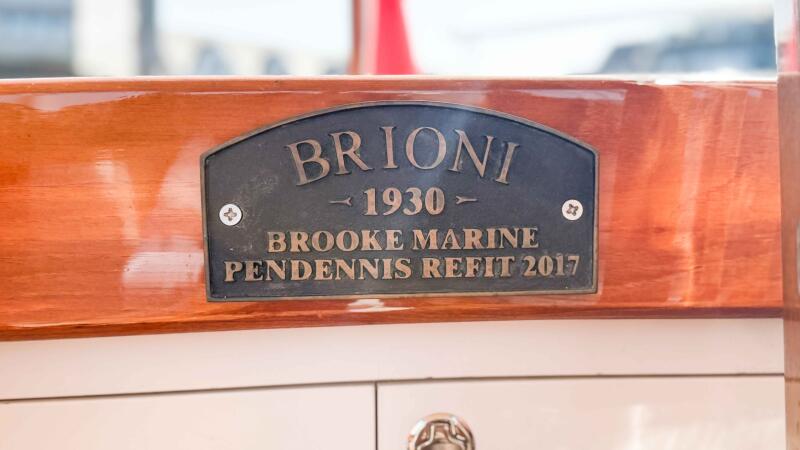 BRIONI
1930
BROOKE MARINE
PENDENNIS REFIT 2017